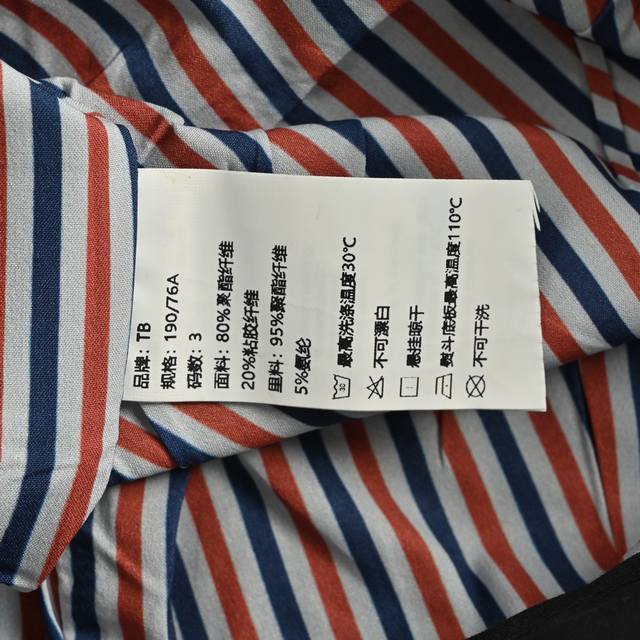 品牌：TB
规格：190/76A
码数：3
面料：80%聚酯纤维
20%粘胶纤维
里料：95%聚酯纤维
5%氨纶
30 最高洗涤温度30℃
不可漂白
悬挂晾干
熨斗底板最高温度110℃
不可干洗